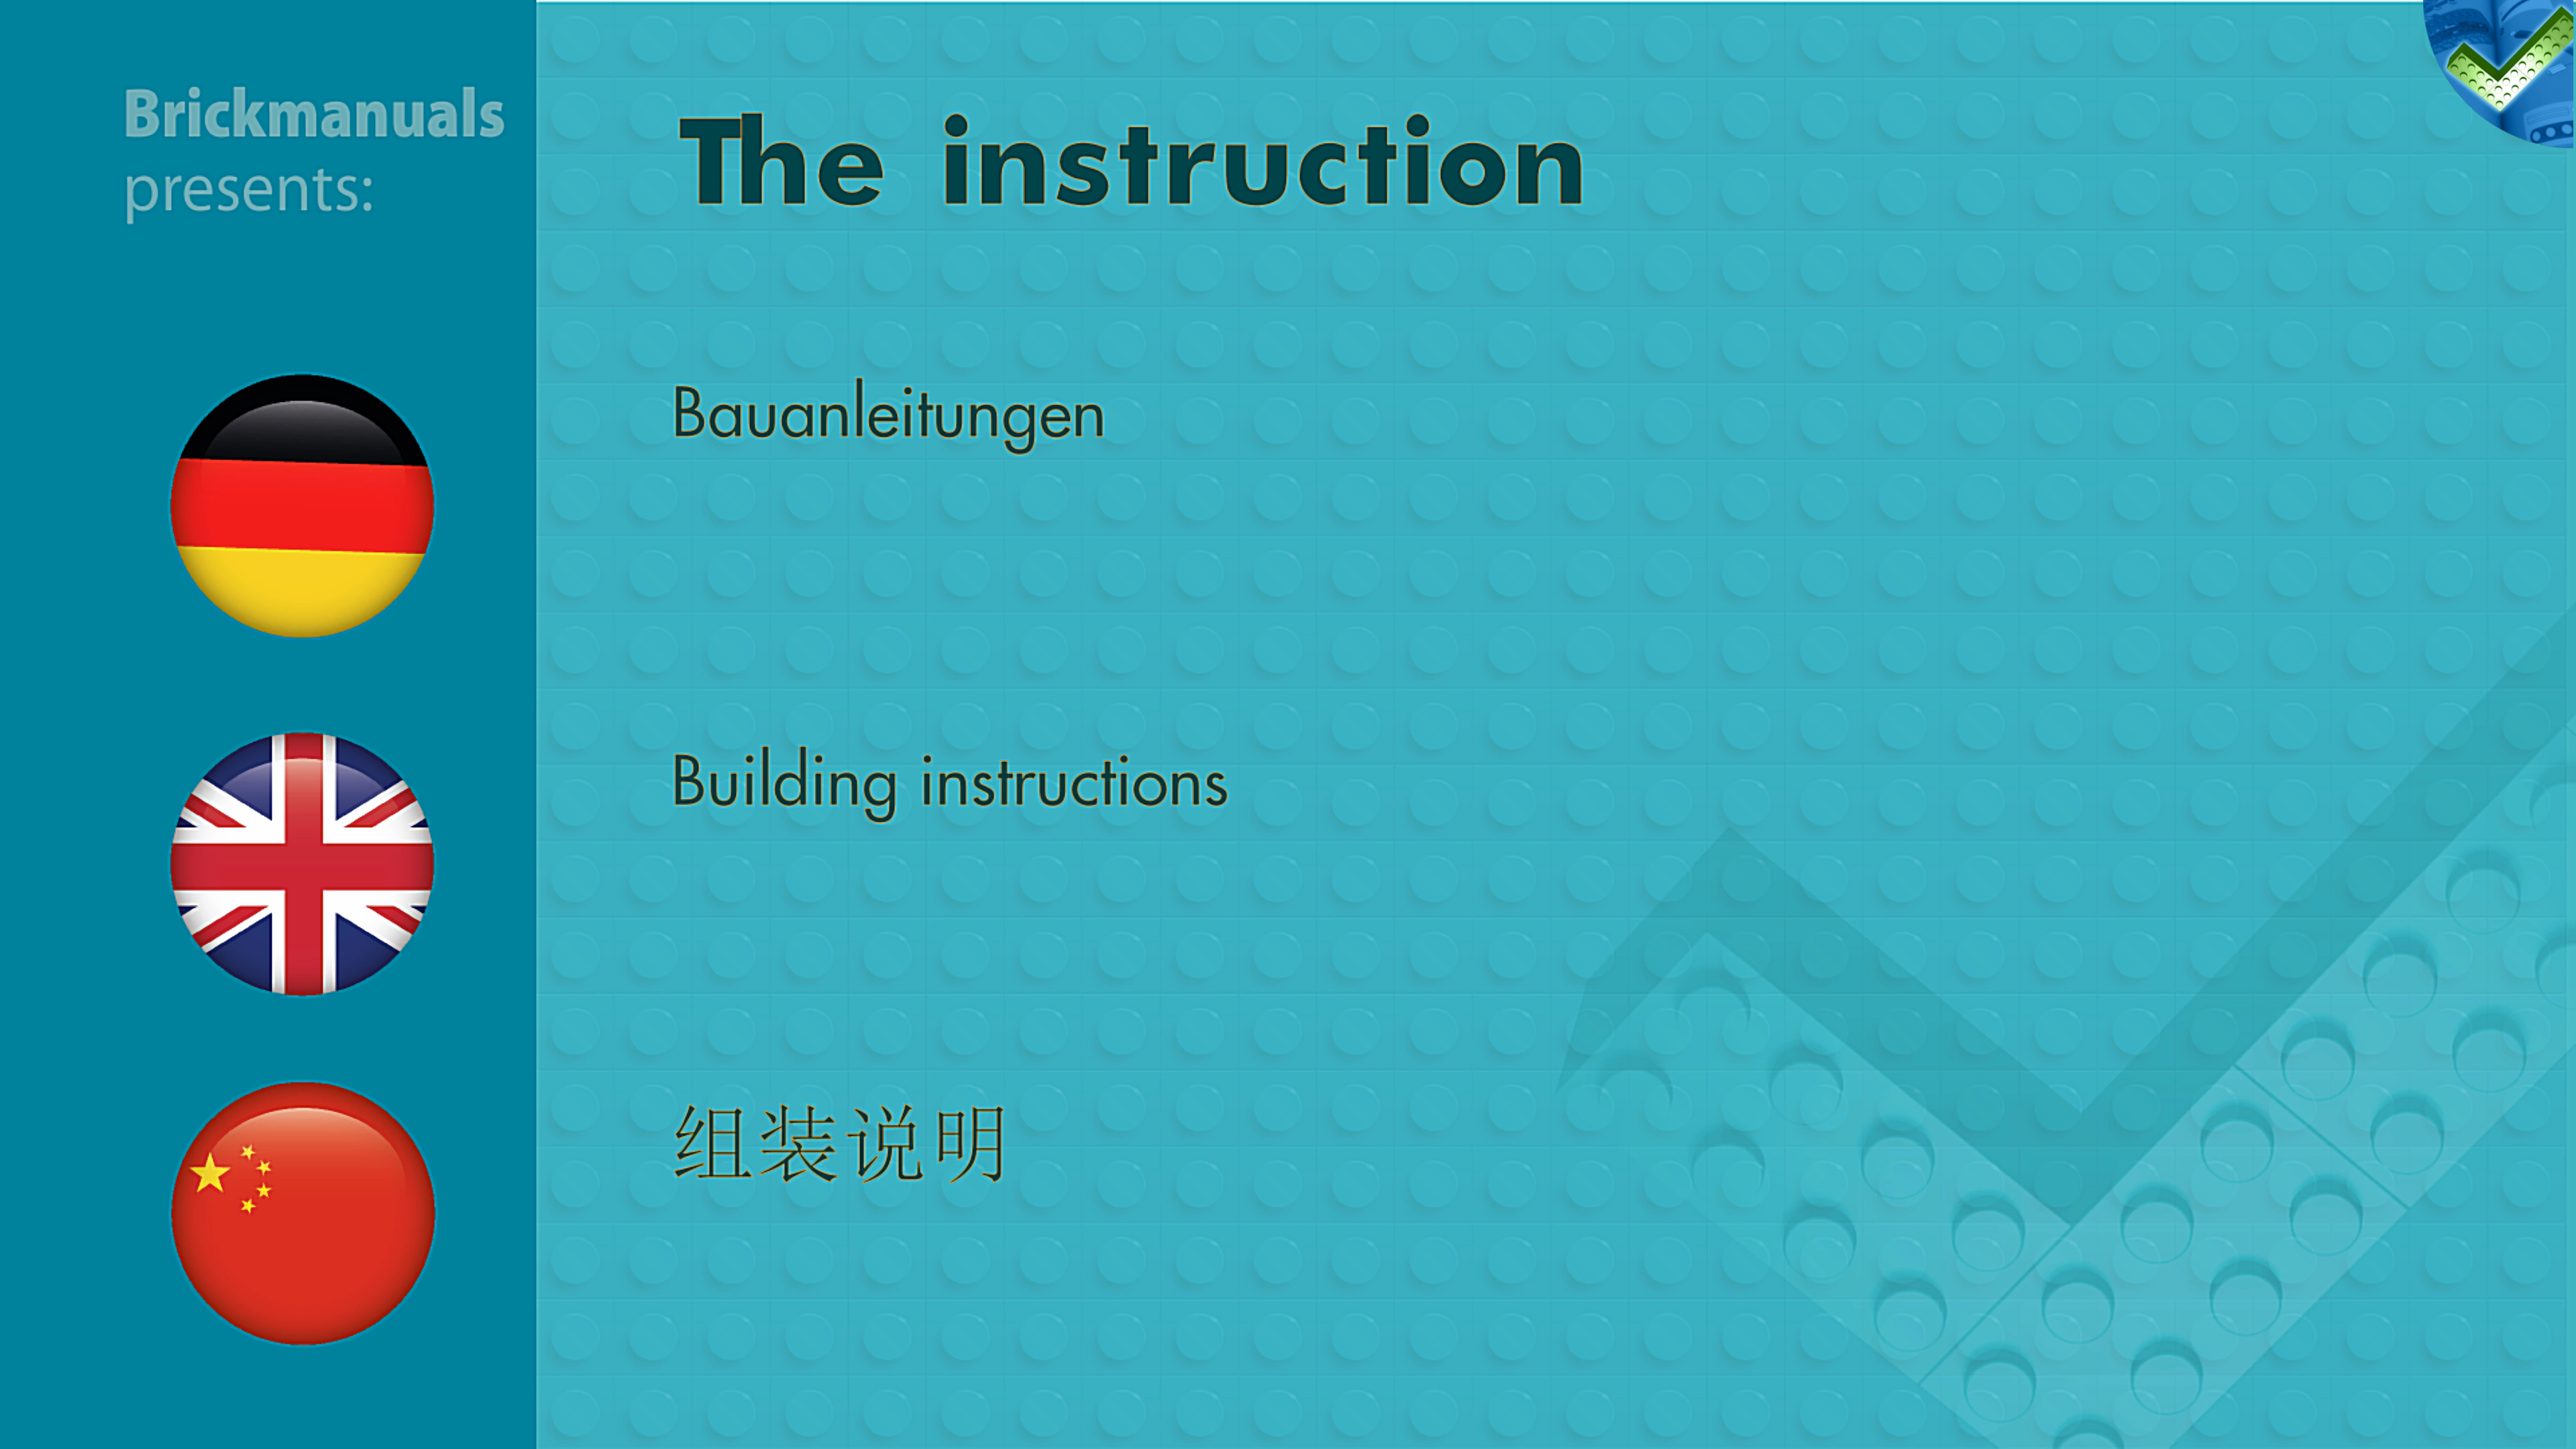 Brickmanuals
presents:
The instruction
Bauanleitungen
Building instructions
组装说明